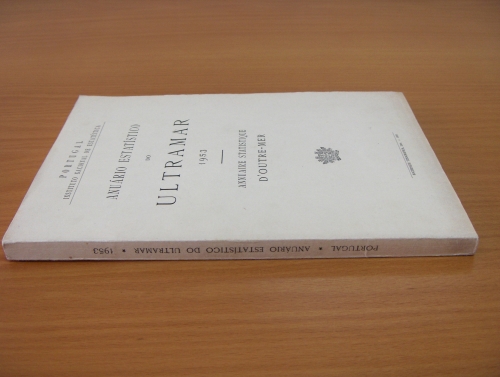 PORTUGAL
INSTITUTO NACIONAL DE ESTATÍSTICA
ANUÁRIO ESTATÍSTICO
DO
ULTRAMAR
1953
ANNUAIRE STATISTIQUE
D'OUTRE-MER
PORTUGAL • ANUÁRIO ESTATÍSTICO DO ULTRAMAR • 1953